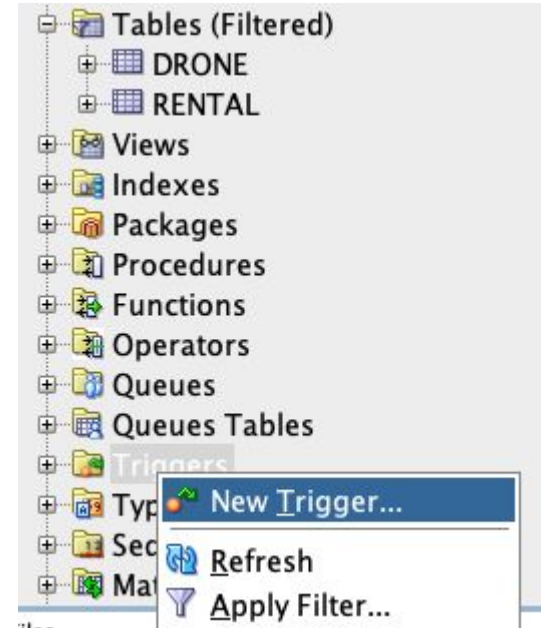 Tables (Filtered)
DRONE
RENTAL
Views
Indexes
Packages
Procedures
Functions
Operators
Queues
Queues Tables
Triggers
Typ
New Trigger...
Sec
Refresh
Mat
Apply Filter...